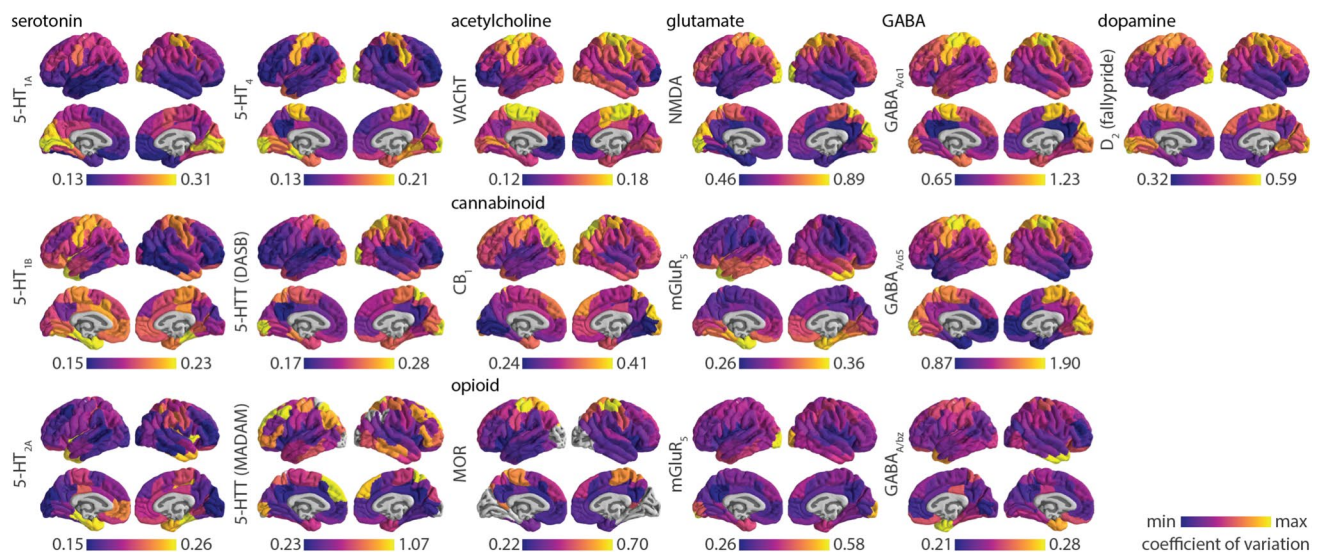 serotonin
acetylcholine
glutamate
GABA
dopamine
5-HT1A
0.13 0.31
5-HT4
0.13 0.21
VAChT
0.12 0.18
NMDA
0.46 0.89
GABAA/α1
0.65 1.23
D2 (fallypride)
0.32 0.59
5-HT1B
0.15 0.23
5-HTT (DASB)
0.17 0.28
cannabinoid
CB1
0.24 0.41
mGluR5
0.26 0.36
GABAA/α5
0.87 1.90
5-HT2A
0.15 0.26
5-HTT (MADAM)
0.23 1.07
opioid
MOR
0.22 0.70
mGluR5
0.26 0.58
GABAA/bz
0.21 0.28
min max
coefficient of variation